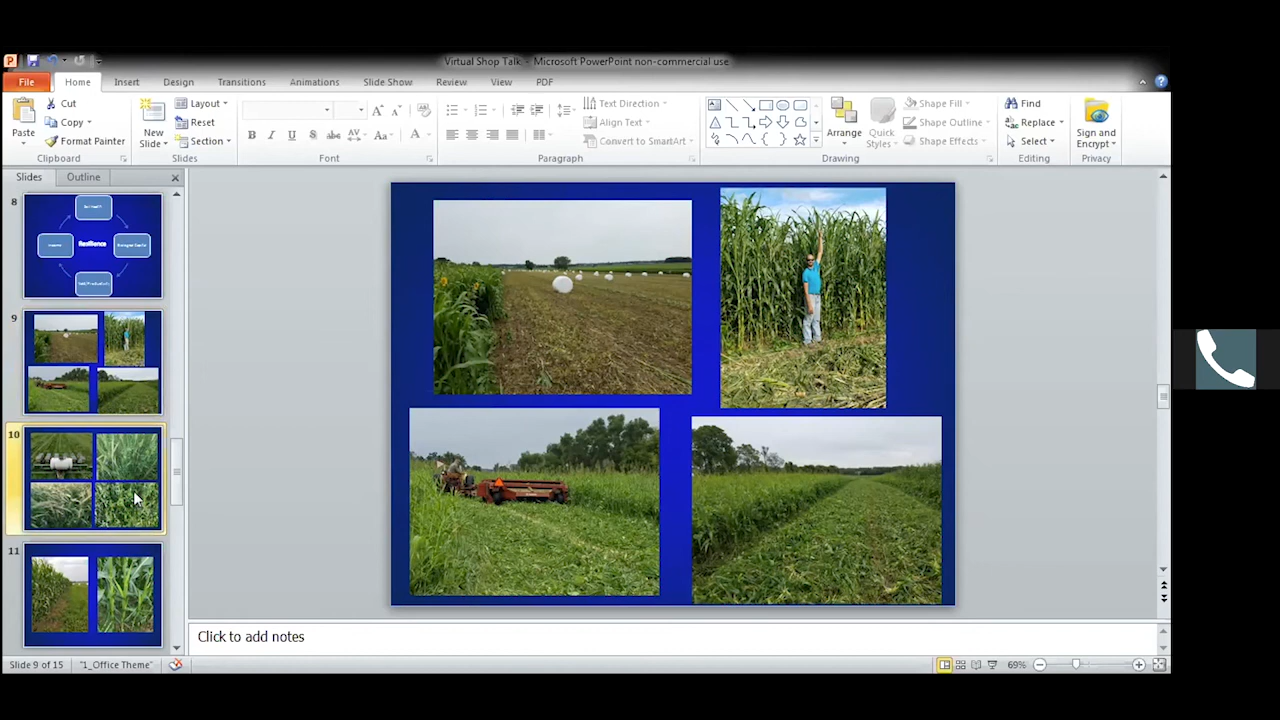 Virtual Shop Talk - Microsoft PowerPoint non-commercial use
File Home Insert Design Transitions Animations Slide Show Review View PDF
Cut
Copy
Format Painter
Paste
Clipboard
New
Slide
Layout
Reset
Section
Slides
Font
Text Direction
Align Text
Convert to SmartArt
Paragraph
Arrange
Quick
Styles
Shape Fill
Shape Outline
Shape Effects
Drawing
Find
Replace
Select
Editing
Sign and
Encrypt
Privacy
Slides Outline
8
Resilience
9
10
11
Click to add notes
Slide 9 of 15 "1_Office Theme" 69%